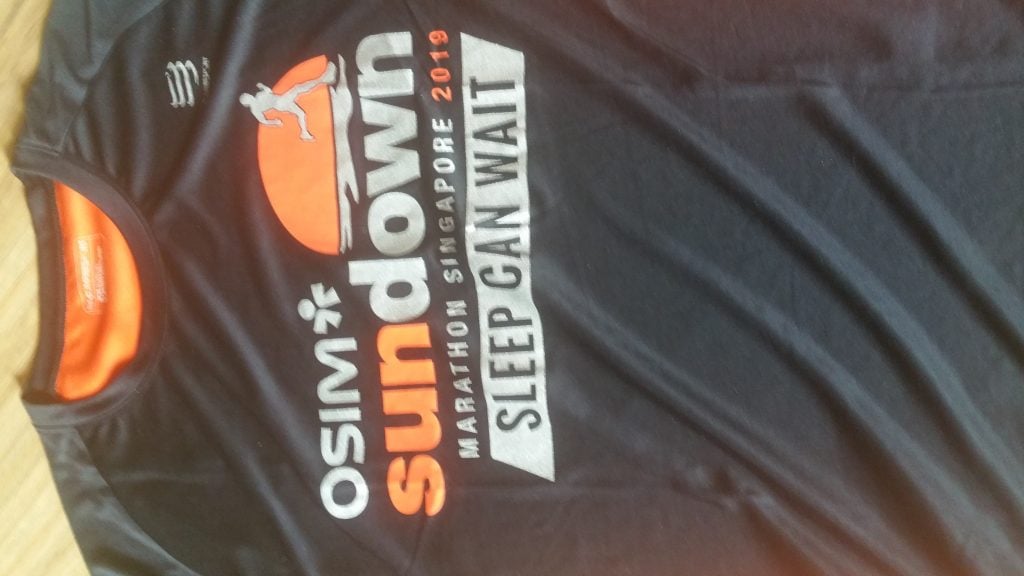 OSIM
sundown
MARATHON SINGAPORE 2019
SLEEP CAN WAIT